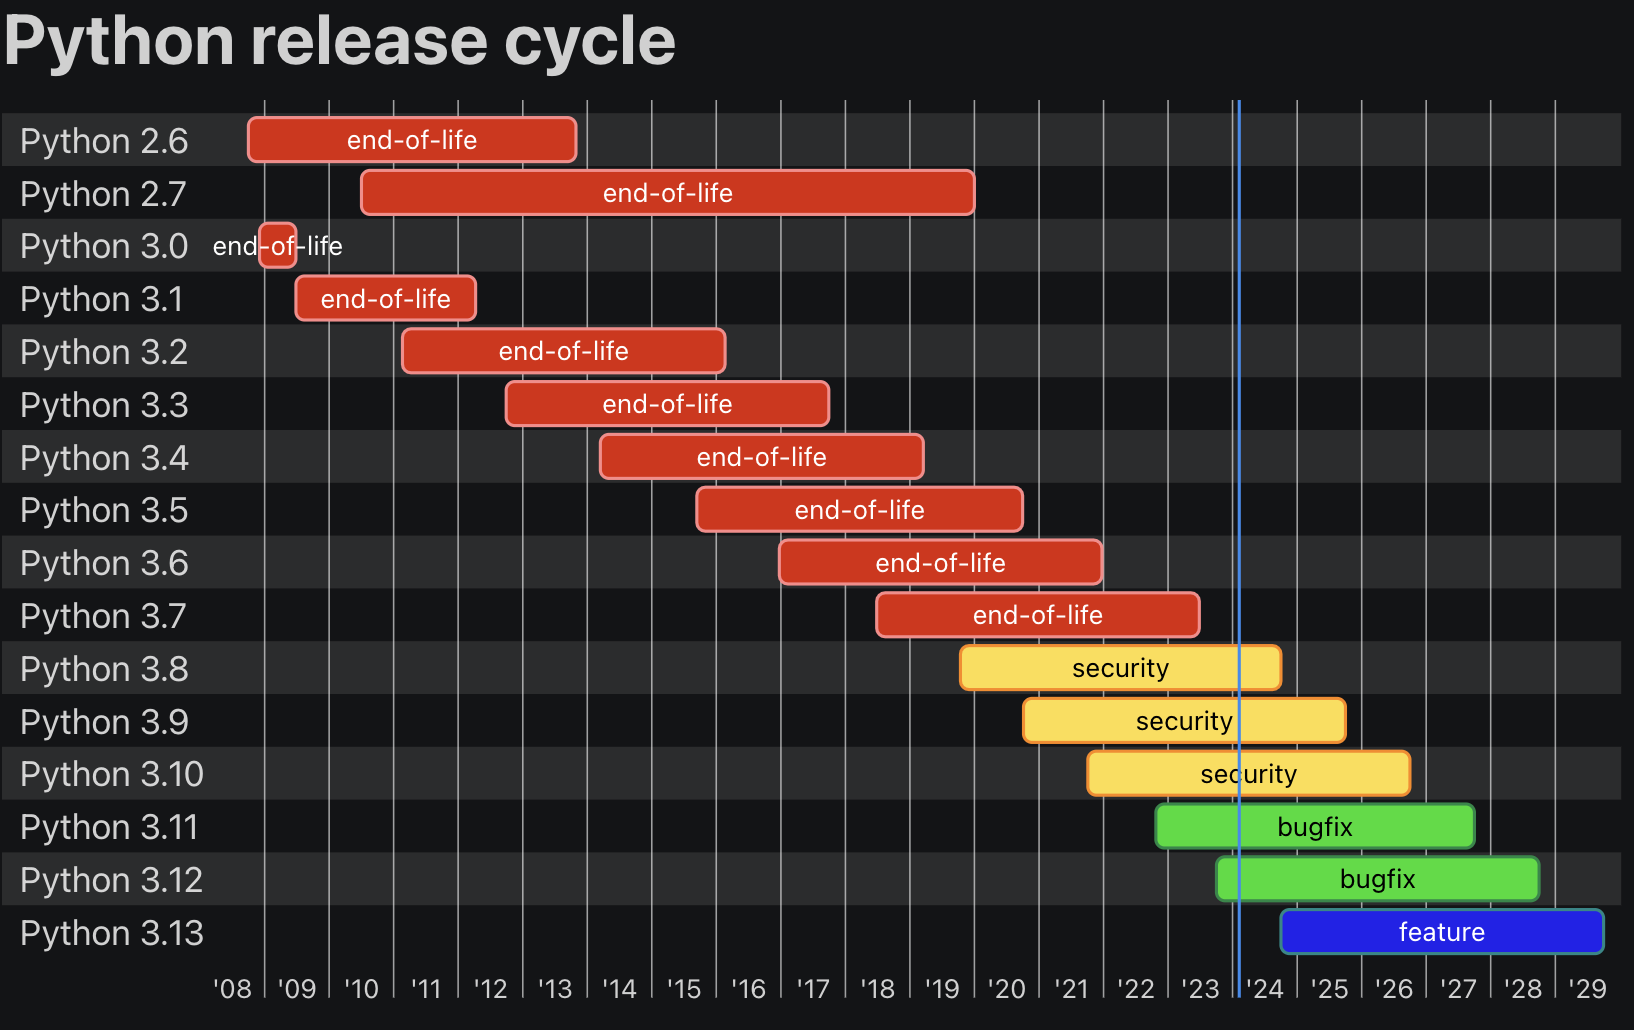 Python release cycle
Python 2.6 end-of-life
Python 2.7 end-of-life
Python 3.0 end-of-life
Python 3.1 end-of-life
Python 3.2 end-of-life
Python 3.3 end-of-life
Python 3.4 end-of-life
Python 3.5 end-of-life
Python 3.6 end-of-life
Python 3.7 end-of-life
Python 3.8 security
Python 3.9 security
Python 3.10 security
Python 3.11 bugfix
Python 3.12 bugfix
Python 3.13 feature
'08 '09 '10 '11 '12 '13 '14 '15 '16 '17 '18 '19 '20 '21 '22 '23 '24 '25 '26 '27 '28 '29